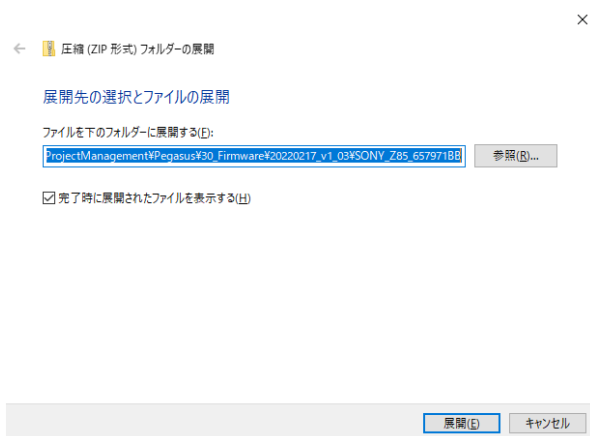 圧縮 (ZIP 形式) フォルダーの展開
展開先の選択とファイルの展開
ファイルを下のフォルダーに展開する(F):
ProjectManagement¥Pegasus¥30_Firmware¥20220217_v1_03¥SONY_Z85_657971BB 参照(R)...
完了時に展開されたファイルを表示する(H)
展開(E) キャンセル